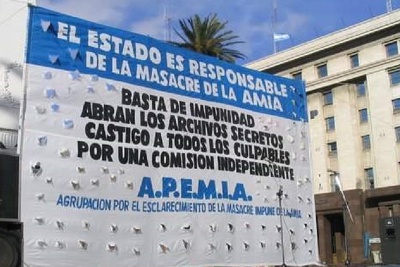 EL ESTADO ES RESPONSABLE
DE LA MASACRE DE LA AMIA
BASTA DE IMPUNIDAD
ABRAN LOS ARCHIVOS SECRETOS
CASTIGO A TODOS LOS CULPABLES
POR UNA COMISION INDEPENDIENTE
A.P.E.M.I.A.
AGRUPACION POR EL ESCLARECIMIENTO DE LA MASACRE IMPUNE DE LA AMIA